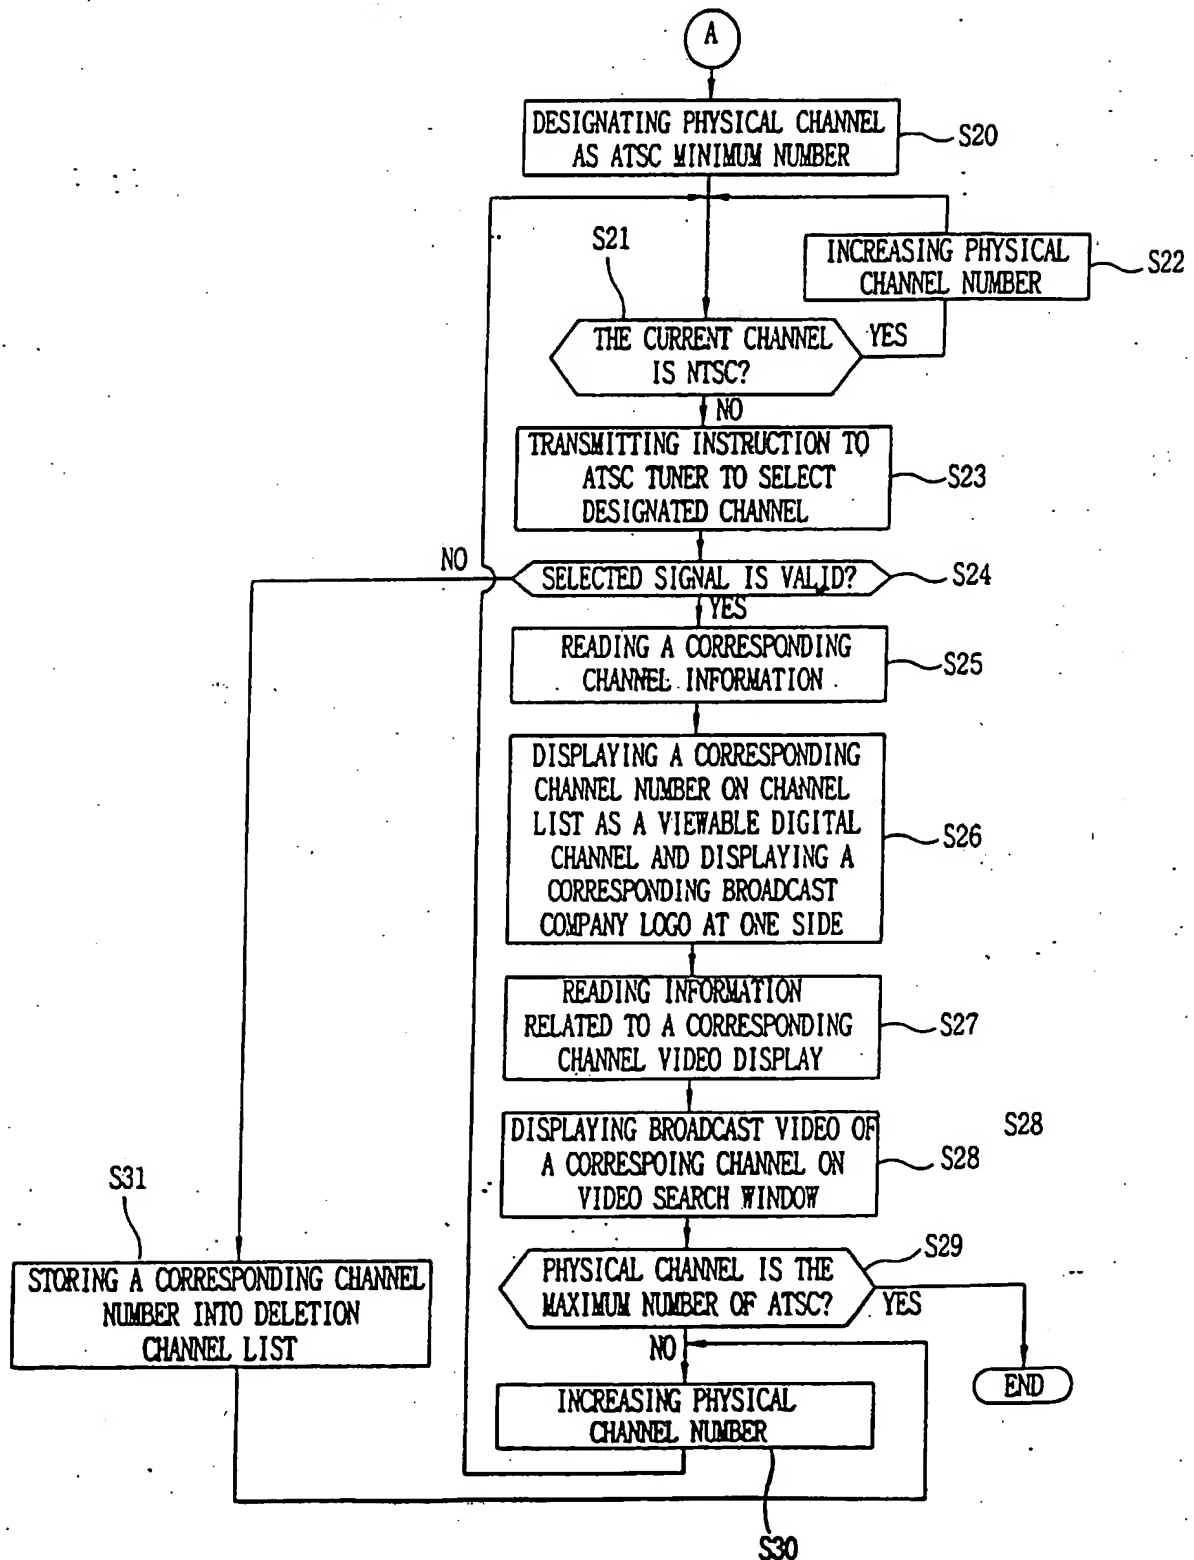 A
DESIGNATING PHYSICAL CHANNEL
AS ATSC MINIMUM NUMBER
S20
S21
INCREASING PHYSICAL
CHANNEL NUMBER
S22
THE CURRENT CHANNEL
IS NTSC?
YES
NO
TRANSMITTING INSTRUCTION TO
ATSC TUNER TO SELECT
DESIGNATED CHANNEL
S23
NO
SELECTED SIGNAL IS VALID?
S24
YES
READING A CORRESPONDING
CHANNEL INFORMATION
S25
DISPLAYING A CORRESPONDING
CHANNEL NUMBER ON CHANNEL
LIST AS A VIEWABLE DIGITAL
CHANNEL AND DISPLAYING A
CORRESPONDING BROADCAST
COMPANY LOGO AT ONE SIDE
S26
READING INFORMATION
RELATED TO A CORRESPONDING
CHANNEL VIDEO DISPLAY
S27
DISPLAYING BROADCAST VIDEO OF
A CORRESPOING CHANNEL ON
VIDEO SEARCH WINDOW
S28
S28
S31
STORING A CORRESPONDING CHANNEL
NUMBER INTO DELETION
CHANNEL LIST
PHYSICAL CHANNEL IS THE
MAXIMUM NUMBER OF ATSC?
S29
YES
NO
END
INCREASING PHYSICAL
CHANNEL NUMBER
S30